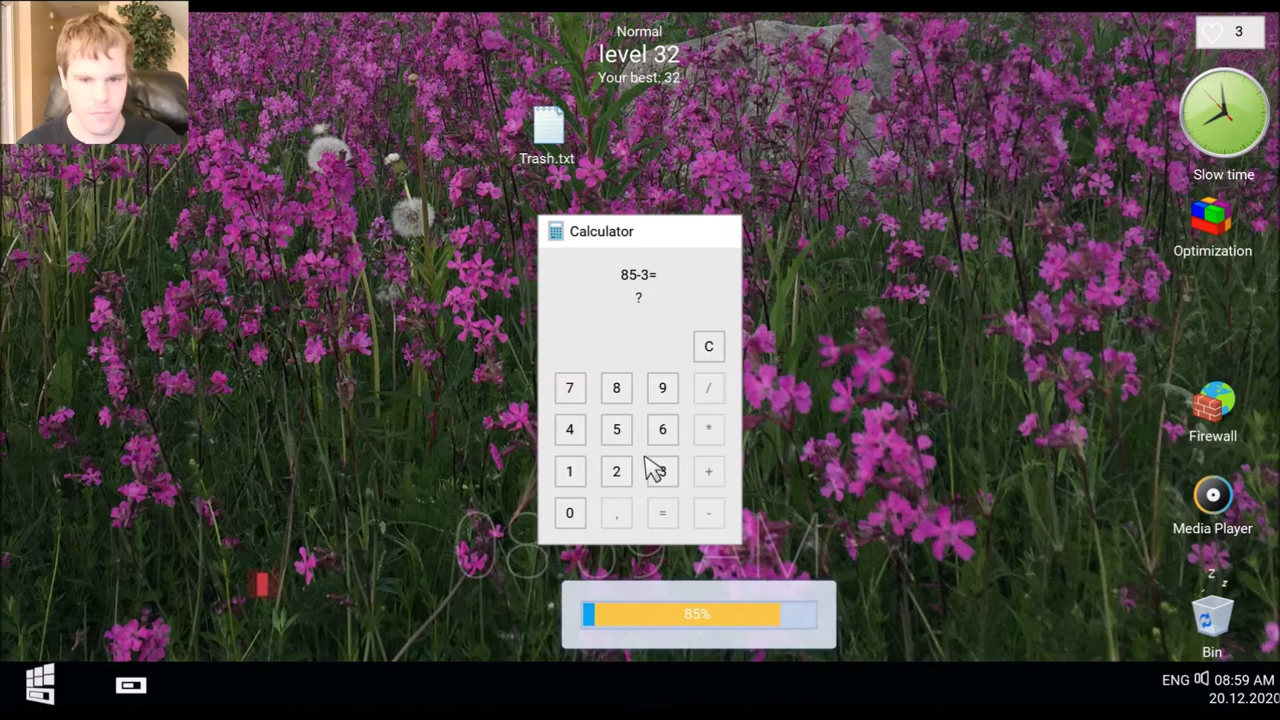 Normal
level 32
Your best: 32
3
Trash.txt
Slow time
Optimization
Calculator
85-3=
?
C
7 8 9 /
4 5 6 *
1 2 3 +
0 , = -
Firewall
Media Player
z
z
85%
Bin
ENG 08:59 AM
20.12.2020